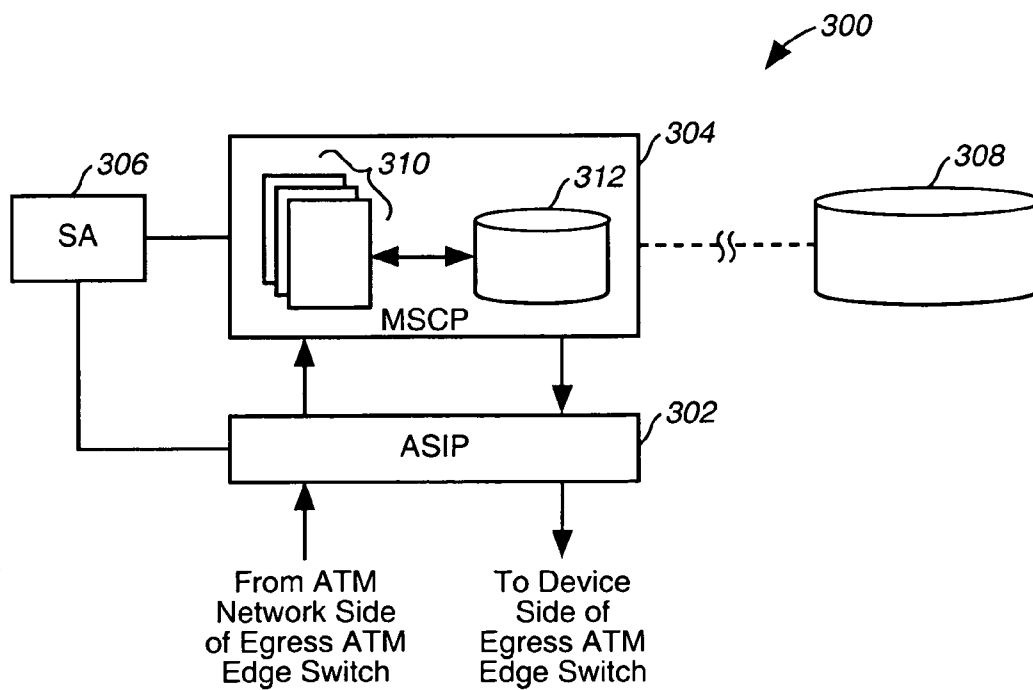 300
304
306
308
310
312
SA
MSCP
302
ASIP
From ATM
Network Side
of Egress ATM
Edge Switch
To Device
Side of
Egress ATM
Edge Switch